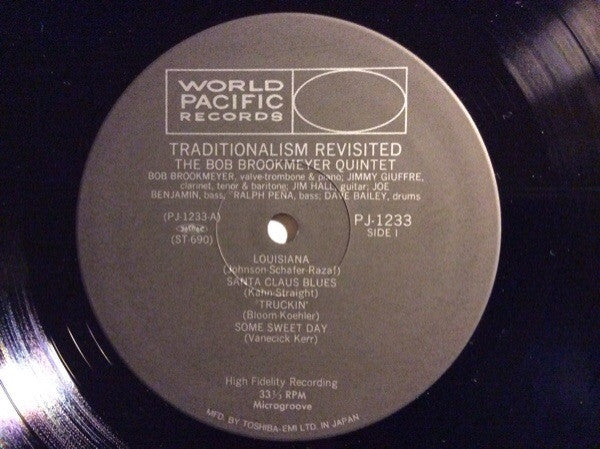 WORLD
PACIFIC
RECORDS
TRADITIONALISM REVISITED
THE BOB BROOKMEYER QUINTET
BOB BROOKMEYER, valve-trombone & piano; JIMMY GIUFFRE,
clarinet, tenor & baritone; JIM HALL, guitar; JOE
BENJAMIN, bass, RALPH PEÑA, bass; DAVE BAILEY, drums
(PJ-1233-A)
(ST-690)
PJ-1233
SIDE I
LOUISIANA
(Johnson-Schafer-Razaf)
SANTA CLAUS BLUES
(Kahn-Straight)
TRUCKIN'
(Bloom Koehler)
SOME SWEET DAY
(Vanecick Kerr)
High Fidelity Recording
33⅓ RPM
Microgroove
MFD. BY TOSHIBA-EMI LTD. IN JAPAN